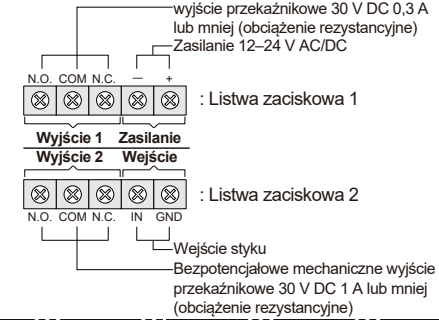 wyjście przekaźnikowe 30 V DC 0,3 A
lub mniej (obciążenie rezystancyjne)
Zasilanie 12–24 V AC/DC
N.O. COM N.C. — +
: Listwa zaciskowa 1
Wyjście 1 Zasilanie
Wyjście 2 Wejście
: Listwa zaciskowa 2
N.O. COM N.C. IN GND
Wejście styku
Bezpotencjałowe mechaniczne wyjście
przekaźnikowe 30 V DC 1 A lub mniej
(obciążenie rezystancyjne)